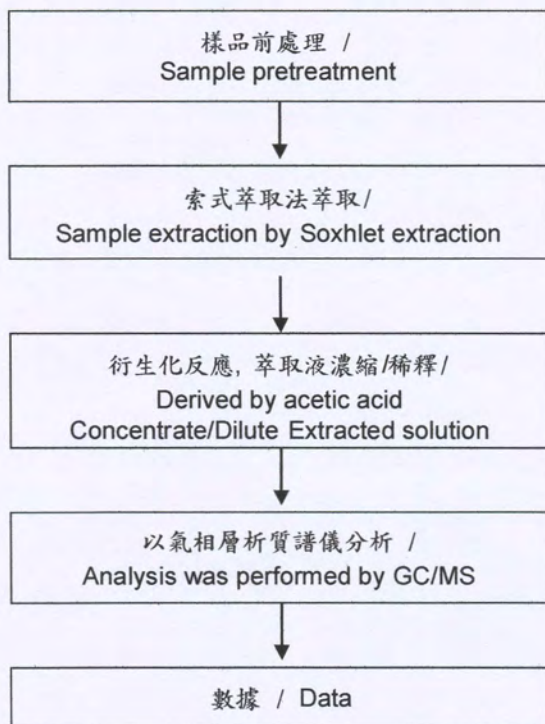 樣品前處理 /
Sample pretreatment
索式萃取法萃取/
Sample extraction by Soxhlet extraction
衍生化反應, 萃取液濃縮/稀釋/
Derived by acetic acid
Concentrate/Dilute Extracted solution
以氣相層析質譜儀分析 /
Analysis was performed by GC/MS
數據 / Data